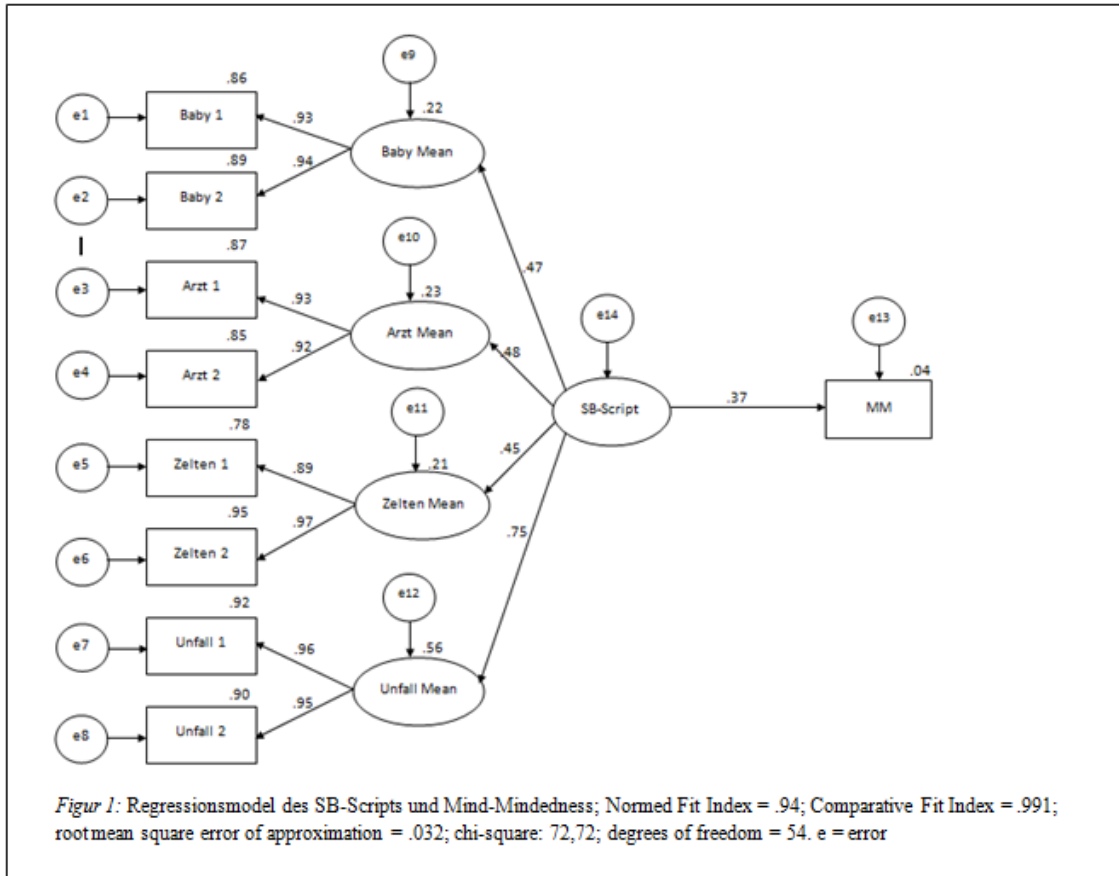 e9
.86
.22
e1
Baby 1
.93
Baby Mean
.89
.94
e2
Baby 2
e10
.87
.47
e3
Arzt 1
.93
.23
e14
e13
Arzt Mean
.85
.92
.48
.04
e4
Arzt 2
SB-Script
.37
MM
e11
.78
.45
e5
Zelten 1
.89
.21
Zelten Mean
.95
.97
.75
e6
Zelten 2
e12
.92
e7
Unfall 1
.96
.56
Unfall Mean
.90
.95
e8
Unfall 2
Figur 1: Regressionsmodel des SB-Scripts und Mind-Mindedness; Normed Fit Index = .94; Comparative Fit Index = .991;
root mean square error of approximation = .032; chi-square: 72,72; degrees of freedom = 54. e = error